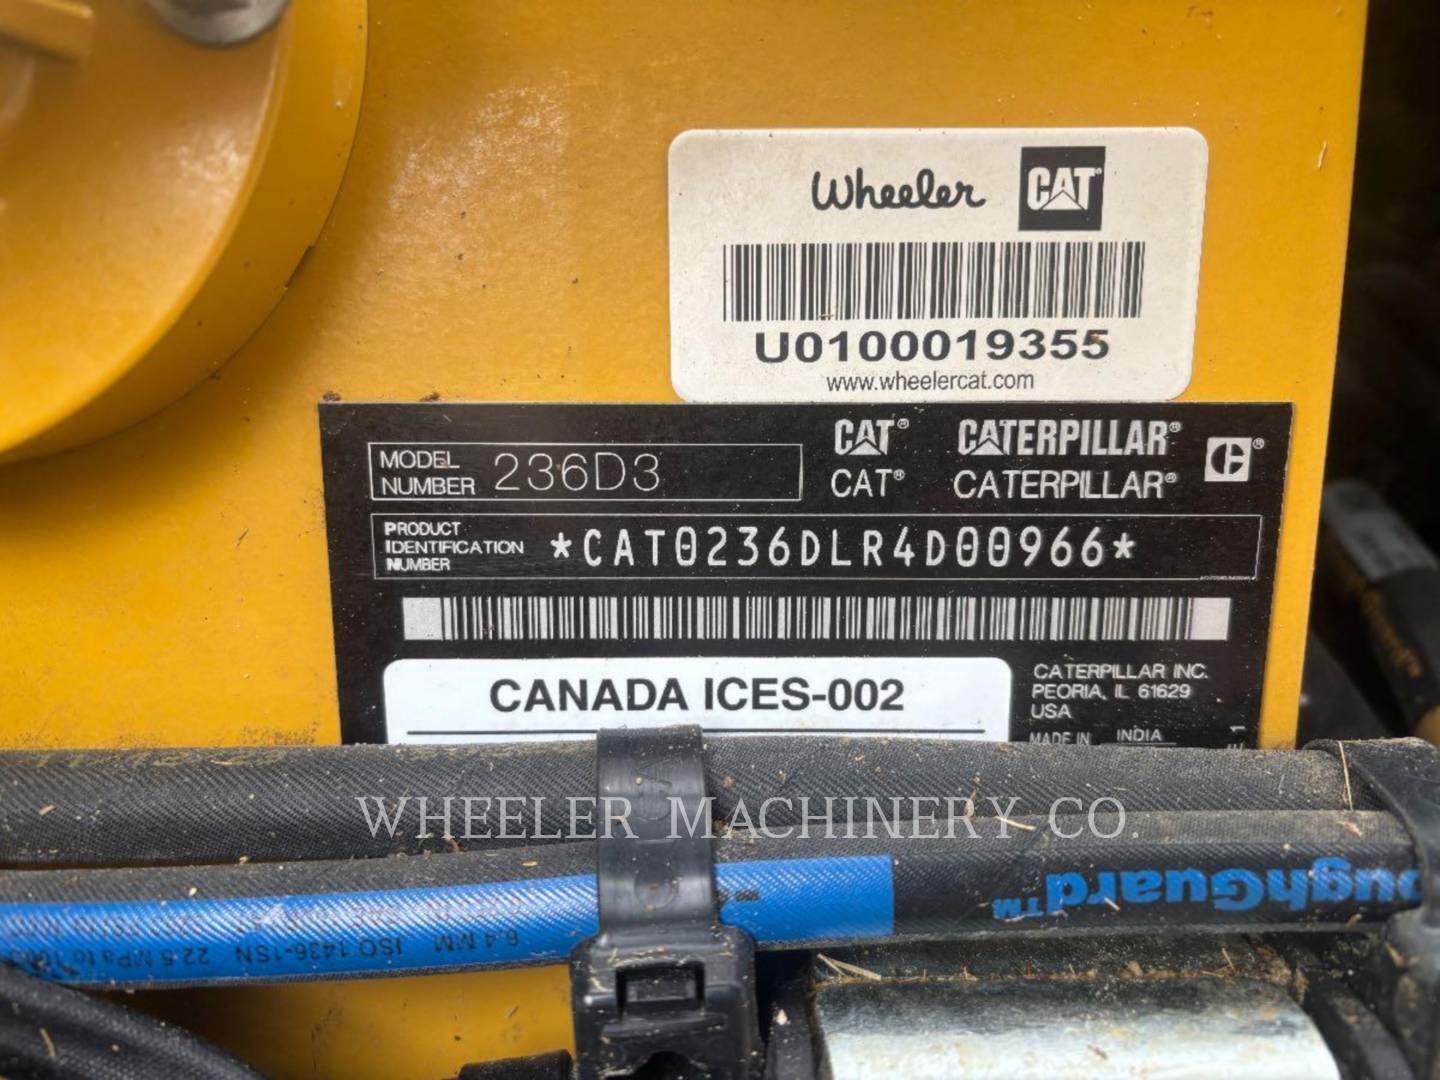 Wheeler CAT
U0100019355
www.wheelercat.com
CAT® CATERPILLAR®
CAT® CATERPILLAR®
MODEL NUMBER 236D3
PRODUCT IDENTIFICATION NUMBER *CAT0236DLR4D00966*
CANADA ICES-002
CATERPILLAR INC.
PEORIA, IL 61629
USA
MADE IN INDIA
WHEELER MACHINERY CO.
oughGuard™
6.4 MM ISO 1436-1SN 22.5 MPa